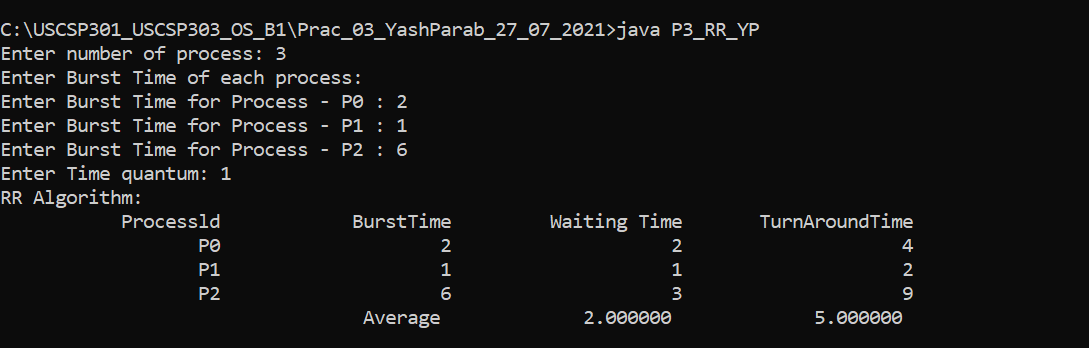 C:\USCSP301_USCSP303_OS_B1\Prac_03_YashParab_27_07_2021>java P3_RR_YP
Enter number of process: 3
Enter Burst Time of each process:
Enter Burst Time for Process - P0 : 2
Enter Burst Time for Process - P1 : 1
Enter Burst Time for Process - P2 : 6
Enter Time quantum: 1
RR Algorithm:
Processld BurstTime Waiting Time TurnAroundTime
P0 2 2 4
P1 1 1 2
P2 6 3 9
Average 2.000000 5.000000